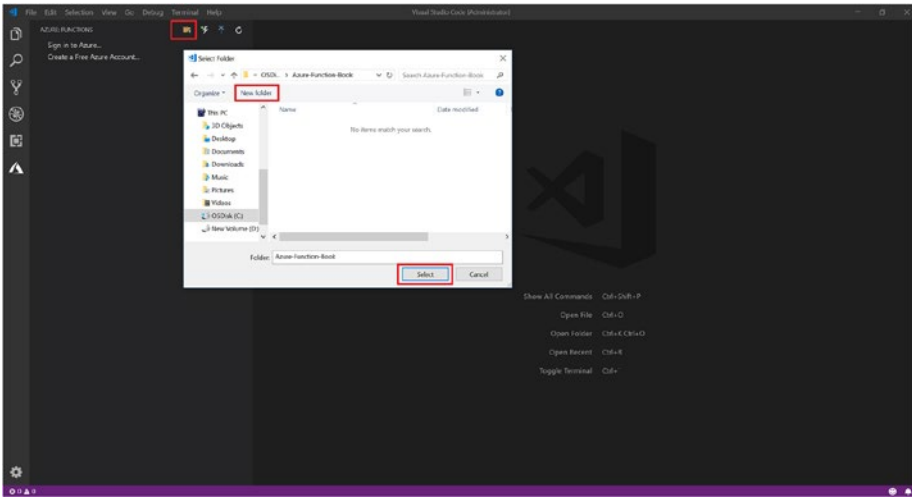 File Edit Selection View Go Debug Terminal Help
Visual Studio Code [Administrator]
AZURE: FUNCTIONS
Sign in to Azure...
Create a Free Azure Account...
Select Folder
OSDi... > Azure-Function-Book
Search Azure-Function-Book
Organize
New folder
Name
Date modified
No items match your search.
This PC
3D Objects
Desktop
Documents
Downloads
Music
Pictures
Videos
OSDisk (C:)
New Volume (D:)
Folder: Azure-Function-Book
Select
Cancel
Show All Commands Ctrl+Shift+P
Open File Ctrl+O
Open Folder Ctrl+K Ctrl+O
Open Recent Ctrl+R
Toggle Terminal Ctrl+`
0 0